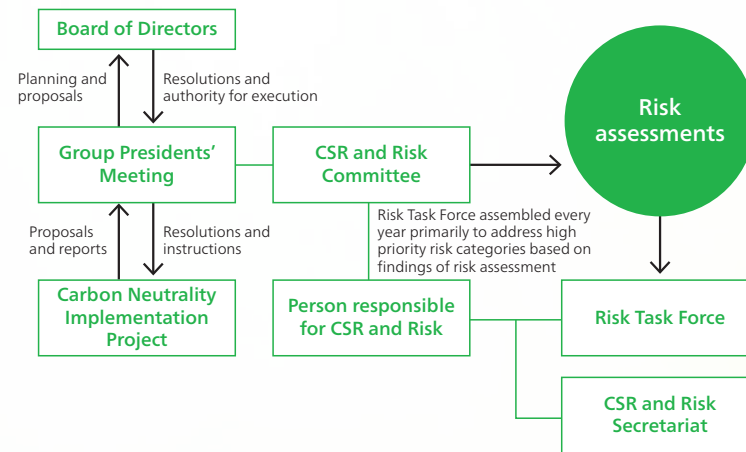 Board of Directors
Planning and
proposals
Resolutions and
authority for execution
Risk
assessments
Group Presidents'
Meeting
CSR and Risk
Committee
Risk Task Force assembled every
year primarily to address high
priority risk categories based on
findings of risk assessment
Proposals
and reports
Resolutions and
instructions
Carbon Neutrality
Implementation
Project
Person responsible
for CSR and Risk
Risk Task Force
CSR and Risk
Secretariat